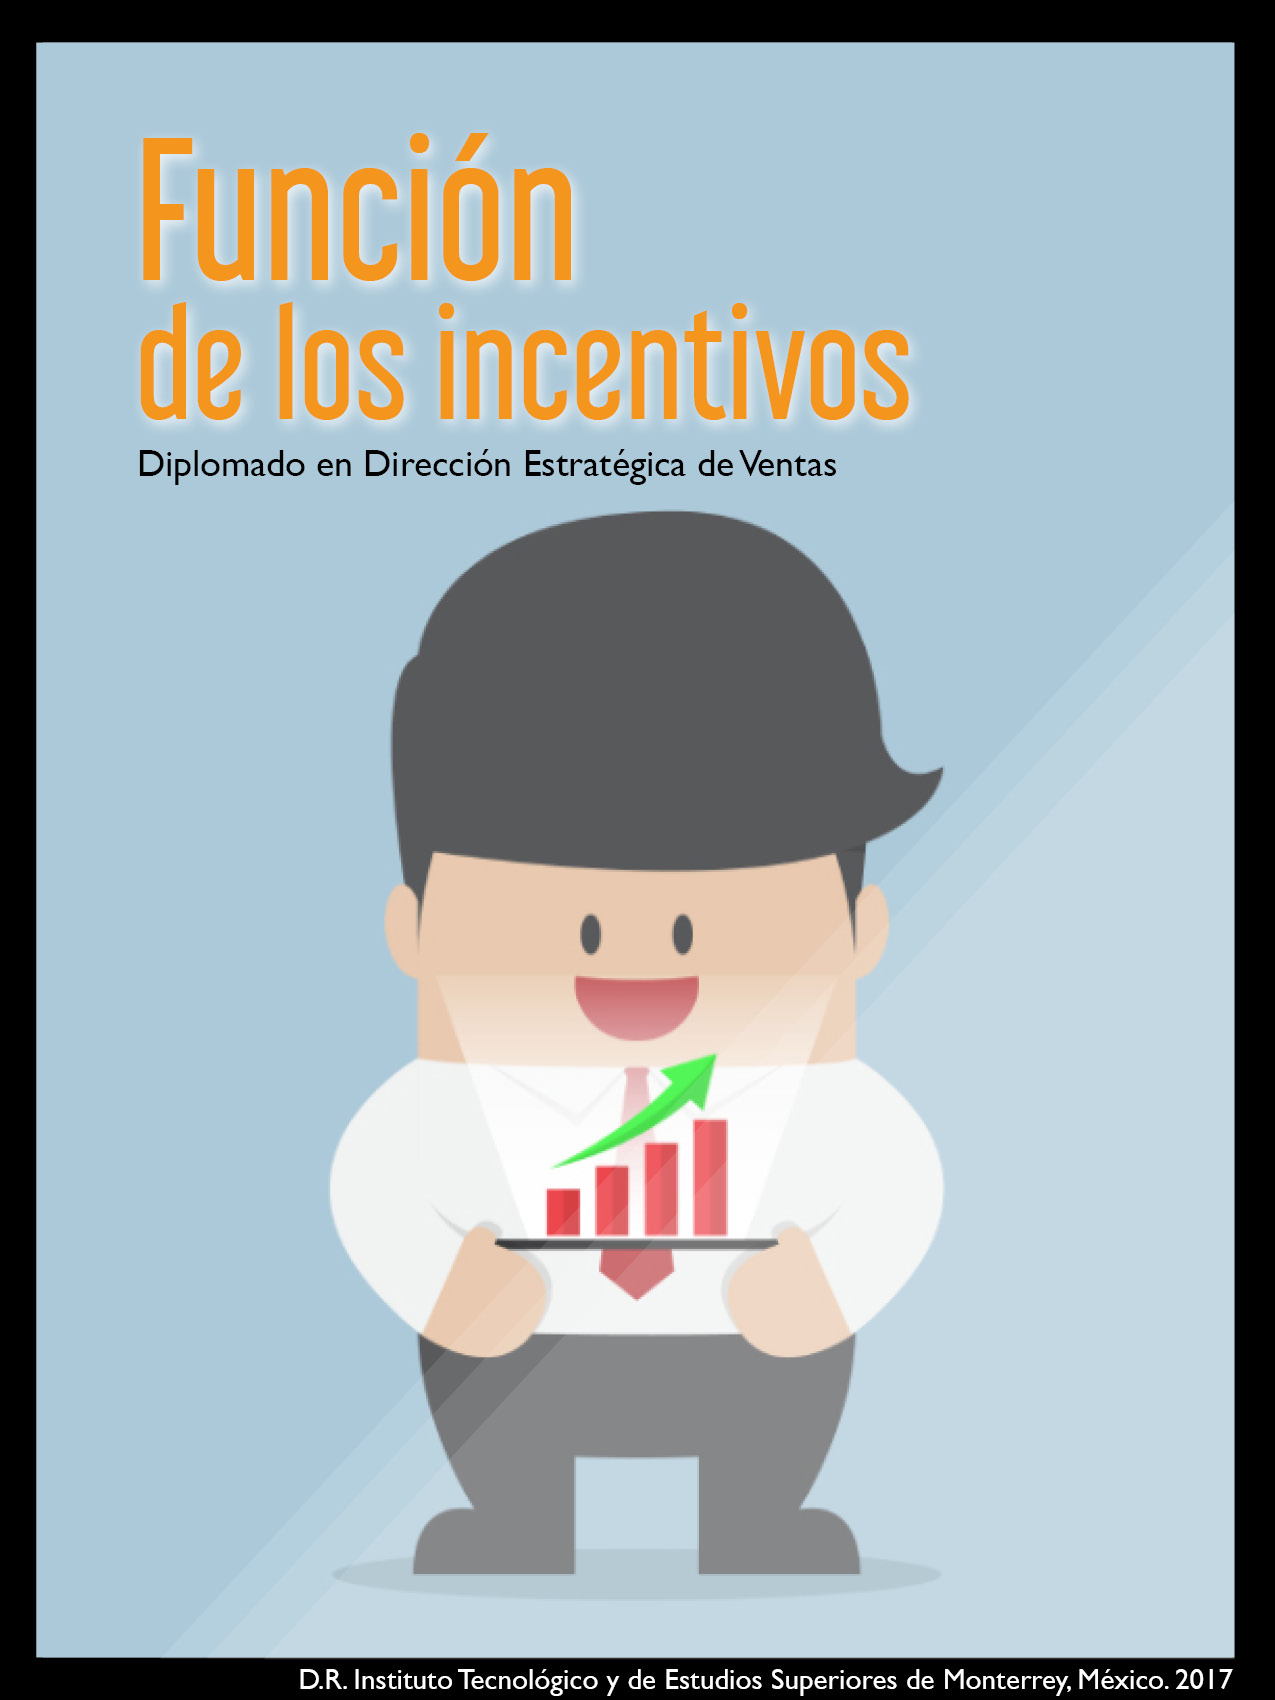 Función
de los incentivos
Diplomado en Dirección Estratégica de Ventas
D.R. Instituto Tecnológico y de Estudios Superiores de Monterrey, México. 2017